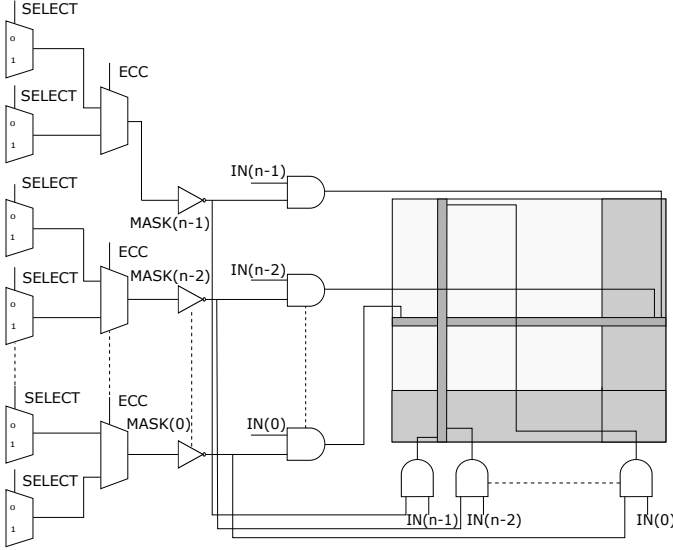 SELECT
0
1
ECC
SELECT
0
1
IN(n-1)
SELECT
0
1
MASK(n-1)
ECC
MASK(n-2)
IN(n-2)
SELECT
0
1
SELECT
0
1
ECC
MASK(0)
IN(0)
SELECT
0
1
IN(n-1)
IN(n-2)
IN(0)